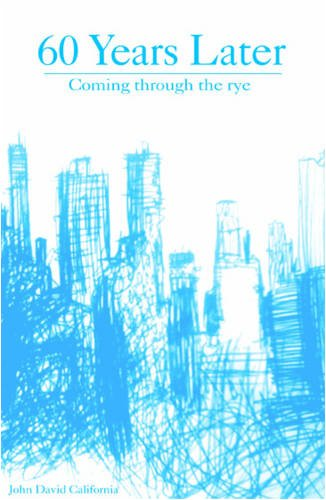 60 Years Later
Coming through the rye
John David California